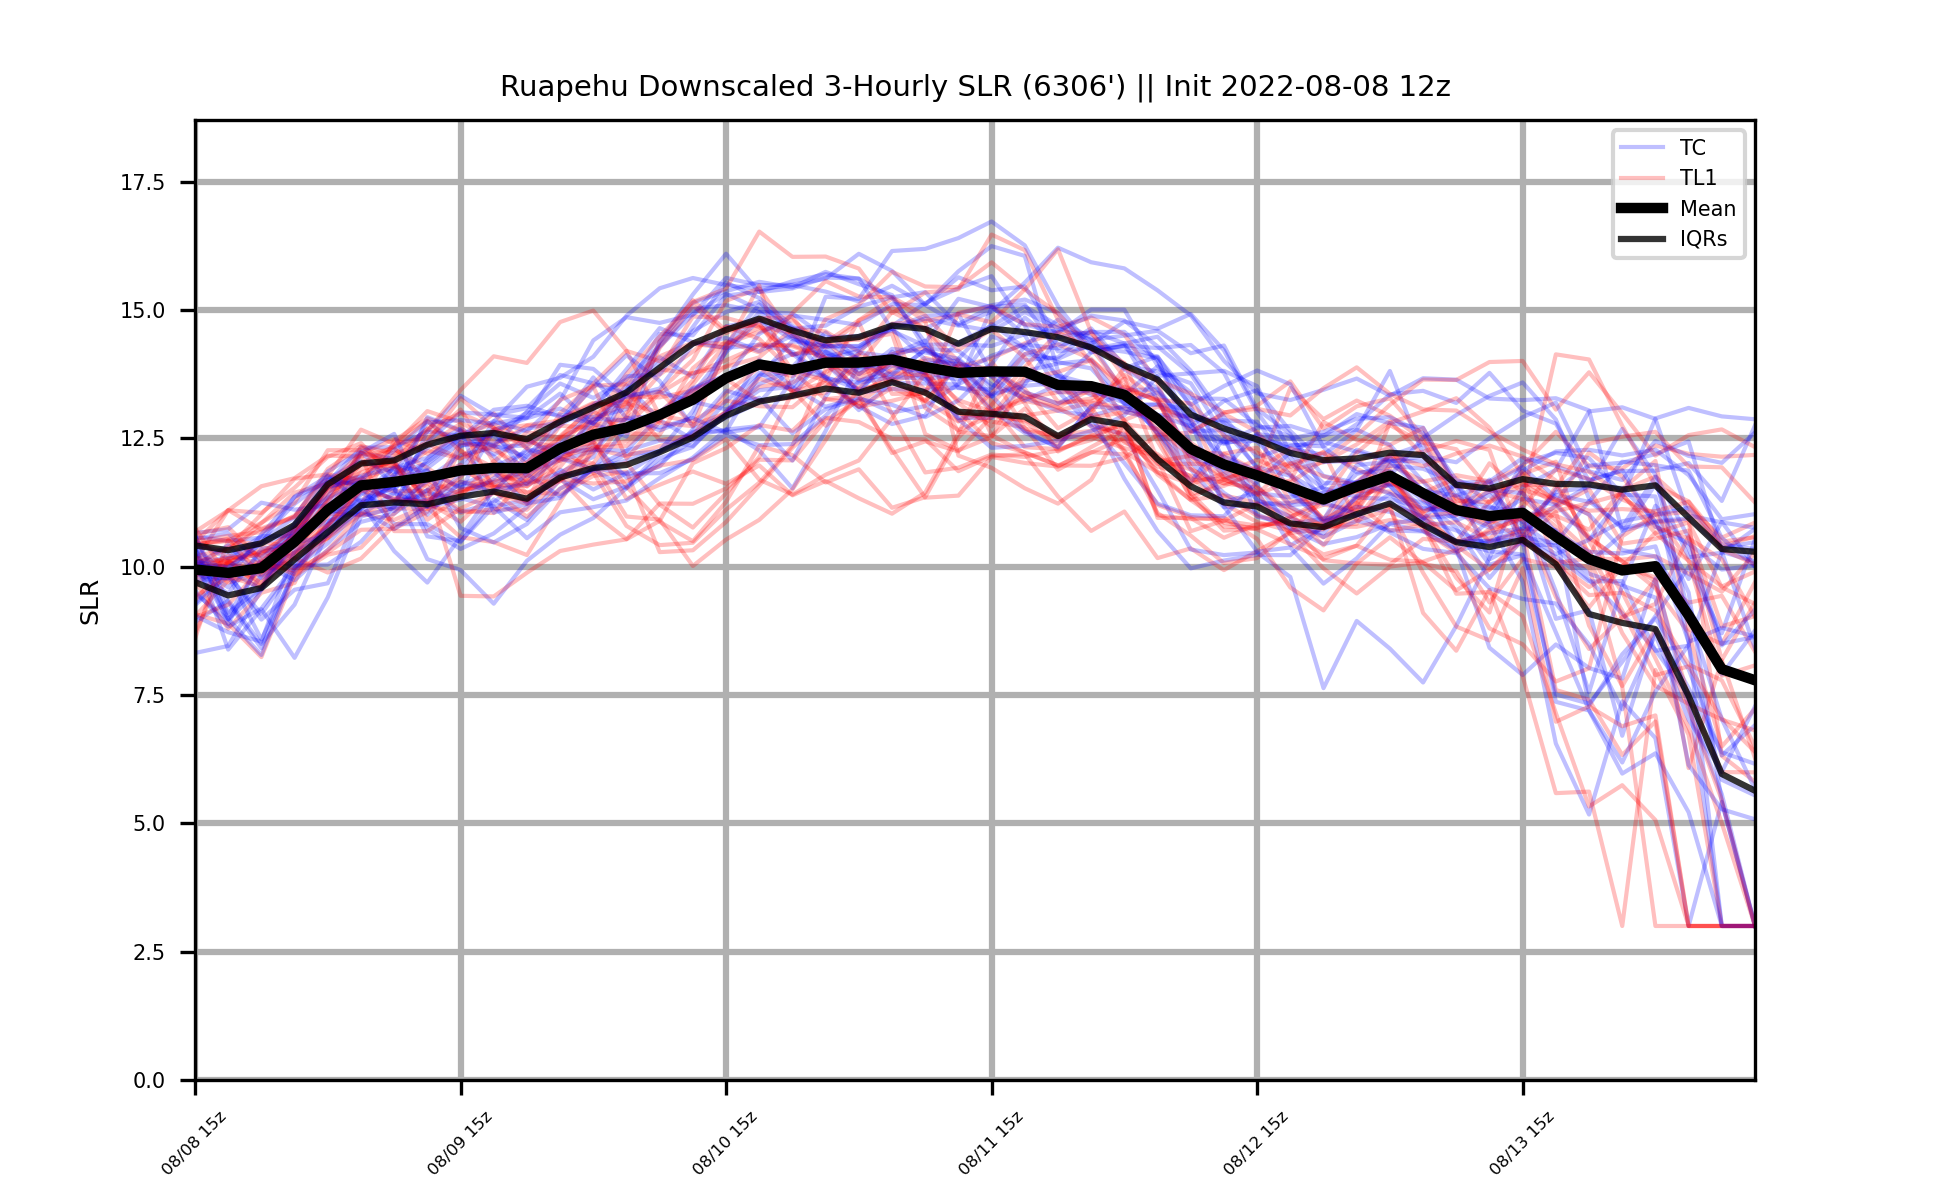 Ruapehu Downscaled 3-Hourly SLR (6306') || Init 2022-08-08 12z
TC
TL1
Mean
IQRs
SLR
17.5
15.0
12.5
10.0
7.5
5.0
2.5
0.0
08/08 15z
08/09 15z
08/10 15z
08/11 15z
08/12 15z
08/13 15z